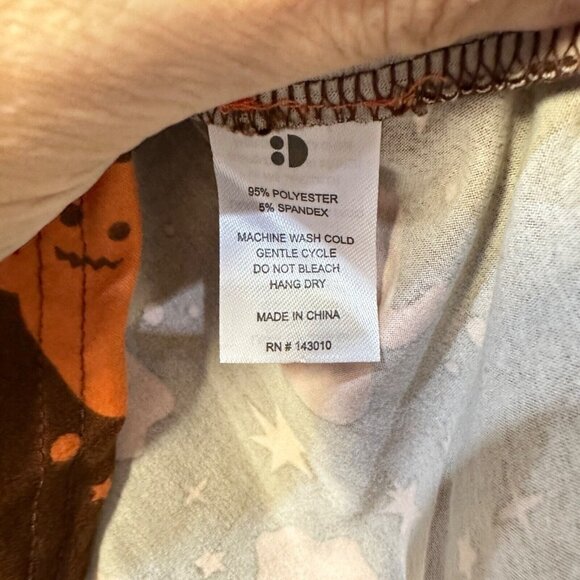 95% POLYESTER
5% SPANDEX
MACHINE WASH COLD
GENTLE CYCLE
DO NOT BLEACH
HANG DRY
MADE IN CHINA
RN # 143010